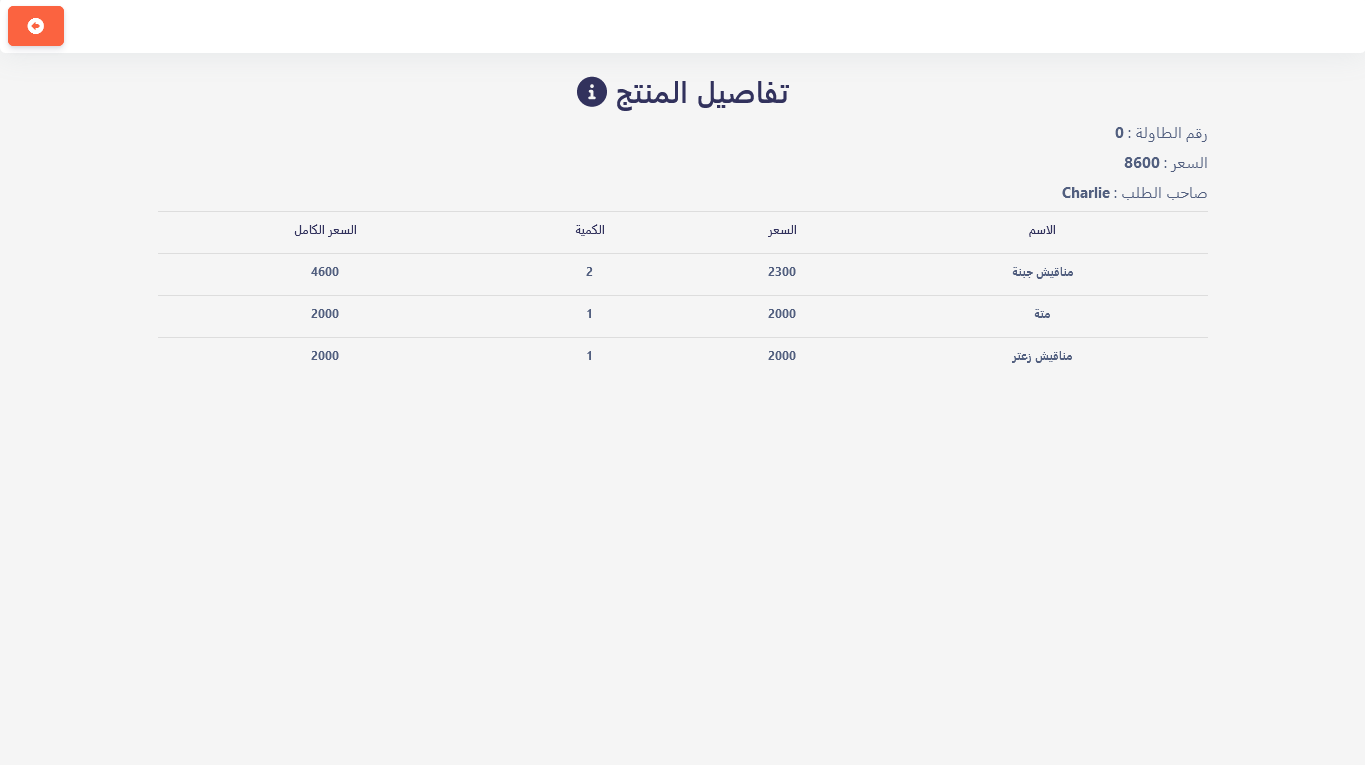 تفاصيل المنتج
رقم الطاولة : 0
السعر : 8600
صاحب الطلب : Charlie
الاسم السعر الكمية السعر الكامل
مناقيش جبنة 2300 2 4600
متة 2000 1 2000
مناقيش زعتر 2000 1 2000